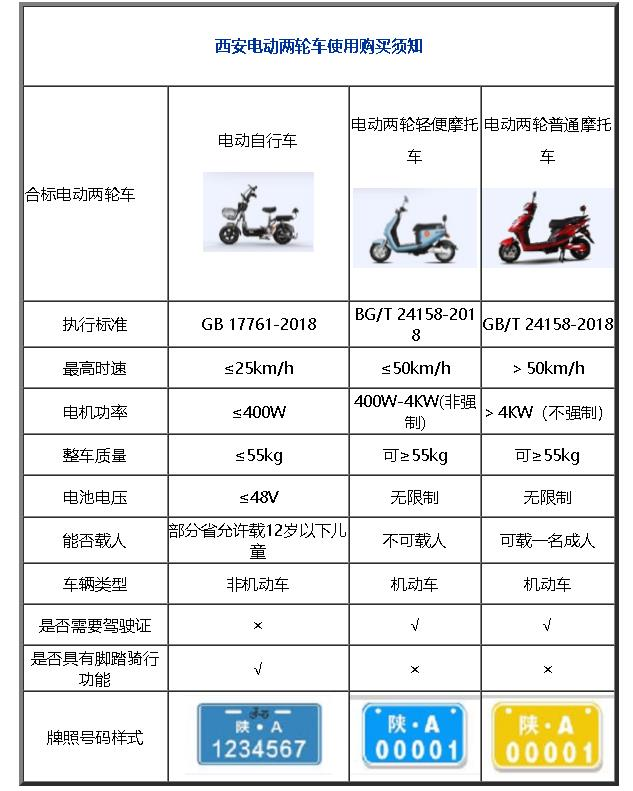 西安电动两轮车使用购买须知
合标电动两轮车
电动自行车
电动两轮轻便摩托
车
电动两轮普通摩托
车
执行标准
GB 17761-2018
BG/T 24158-201
8
GB/T 24158-2018
最高时速
≤25km/h
≤50km/h
> 50km/h
电机功率
≤400W
400W-4KW(非强
制)
> 4KW（不强制）
整车质量
≤55kg
可≥55kg
可≥55kg
电池电压
≤48V
无限制
无限制
能否载人
部分省允许载12岁以下儿
童
不可载人
可载一名成人
车辆类型
非机动车
机动车
机动车
是否需要驾驶证
×
√
√
是否具有脚踏骑行
功能
√
×
×
牌照号码样式
陕·A
1234567
陕·A
00001
陕·A
00001